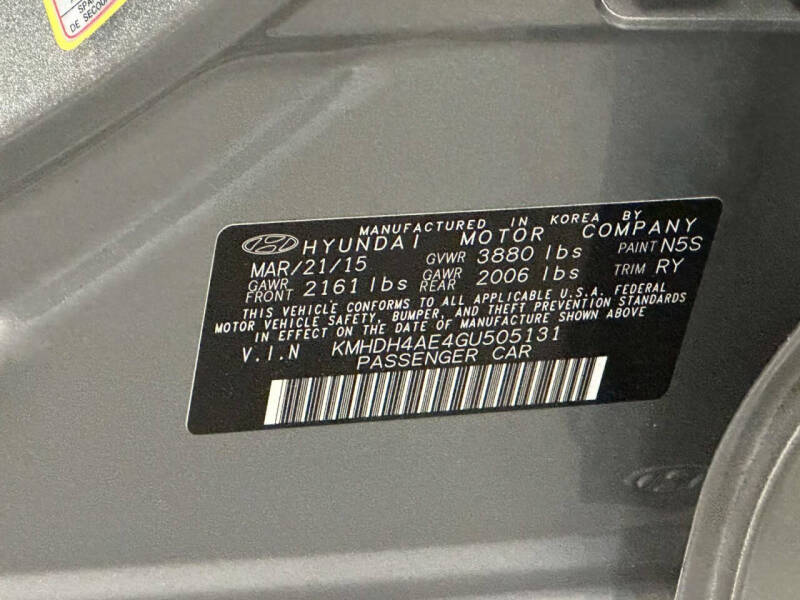 DE SECOU
MANUFACTURED IN KOREA BY
HYUNDAI MOTOR COMPANY
MAR/21/15 GVWR 3880 lbs PAINT N5S
GAWR FRONT 2161 lbs GAWR REAR 2006 lbs TRIM RY
THIS VEHICLE CONFORMS TO ALL APPLICABLE U.S.A. FEDERAL
MOTOR VEHICLE SAFETY, BUMPER, AND THEFT PREVENTION STANDARDS
IN EFFECT ON THE DATE OF MANUFACTURE SHOWN ABOVE
V.I.N KMHDH4AE4GU505131
PASSENGER CAR